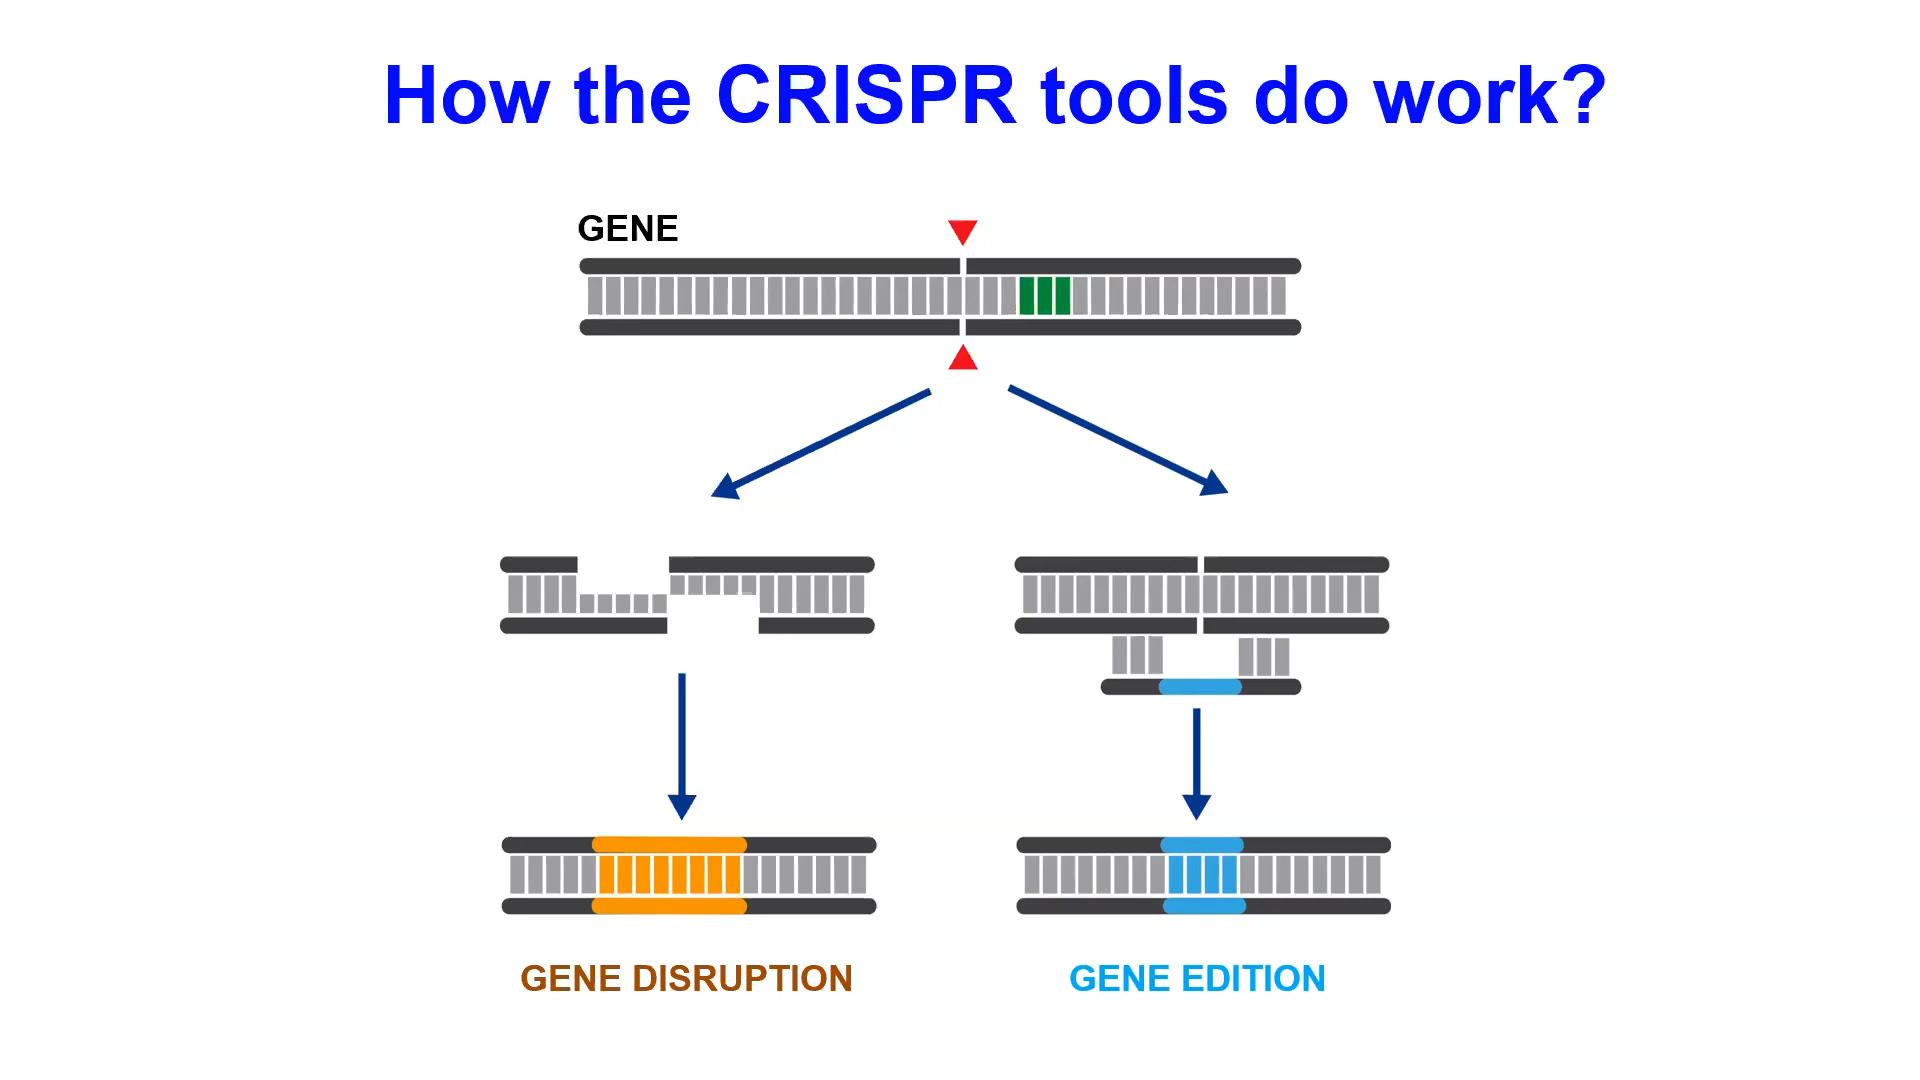 How the CRISPR tools do work?
GENE
GENE DISRUPTION
GENE EDITION